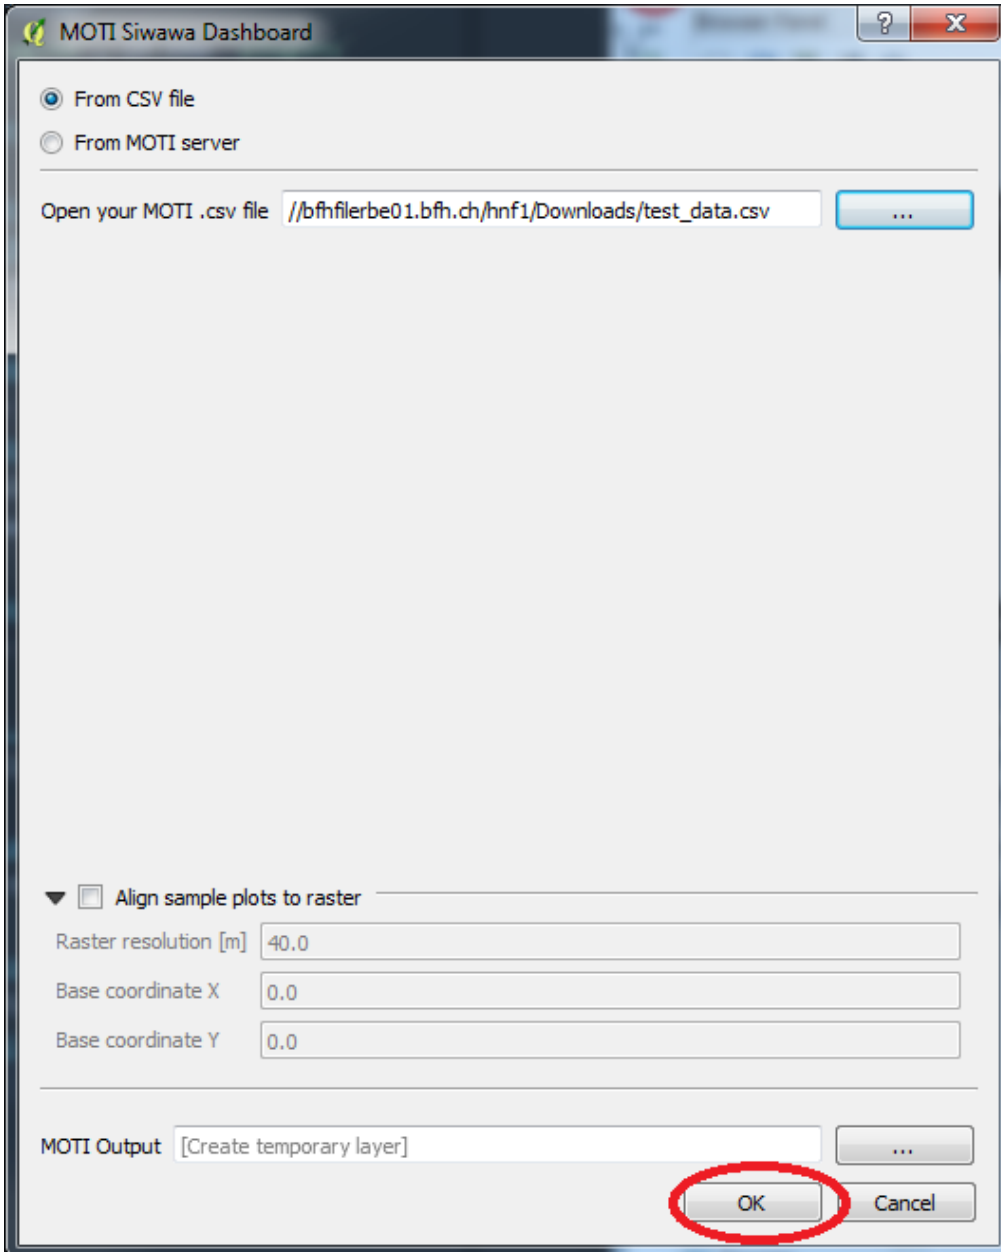 MOTI Siwawa Dashboard
?
X
From CSV file
From MOTI server
Open your MOTI .csv file //bfhfilerbe01.bfh.ch/hnf1/Downloads/test_data.csv ...
Align sample plots to raster
Raster resolution [m] 40.0
Base coordinate X 0.0
Base coordinate Y 0.0
MOTI Output [Create temporary layer] ...
OK Cancel